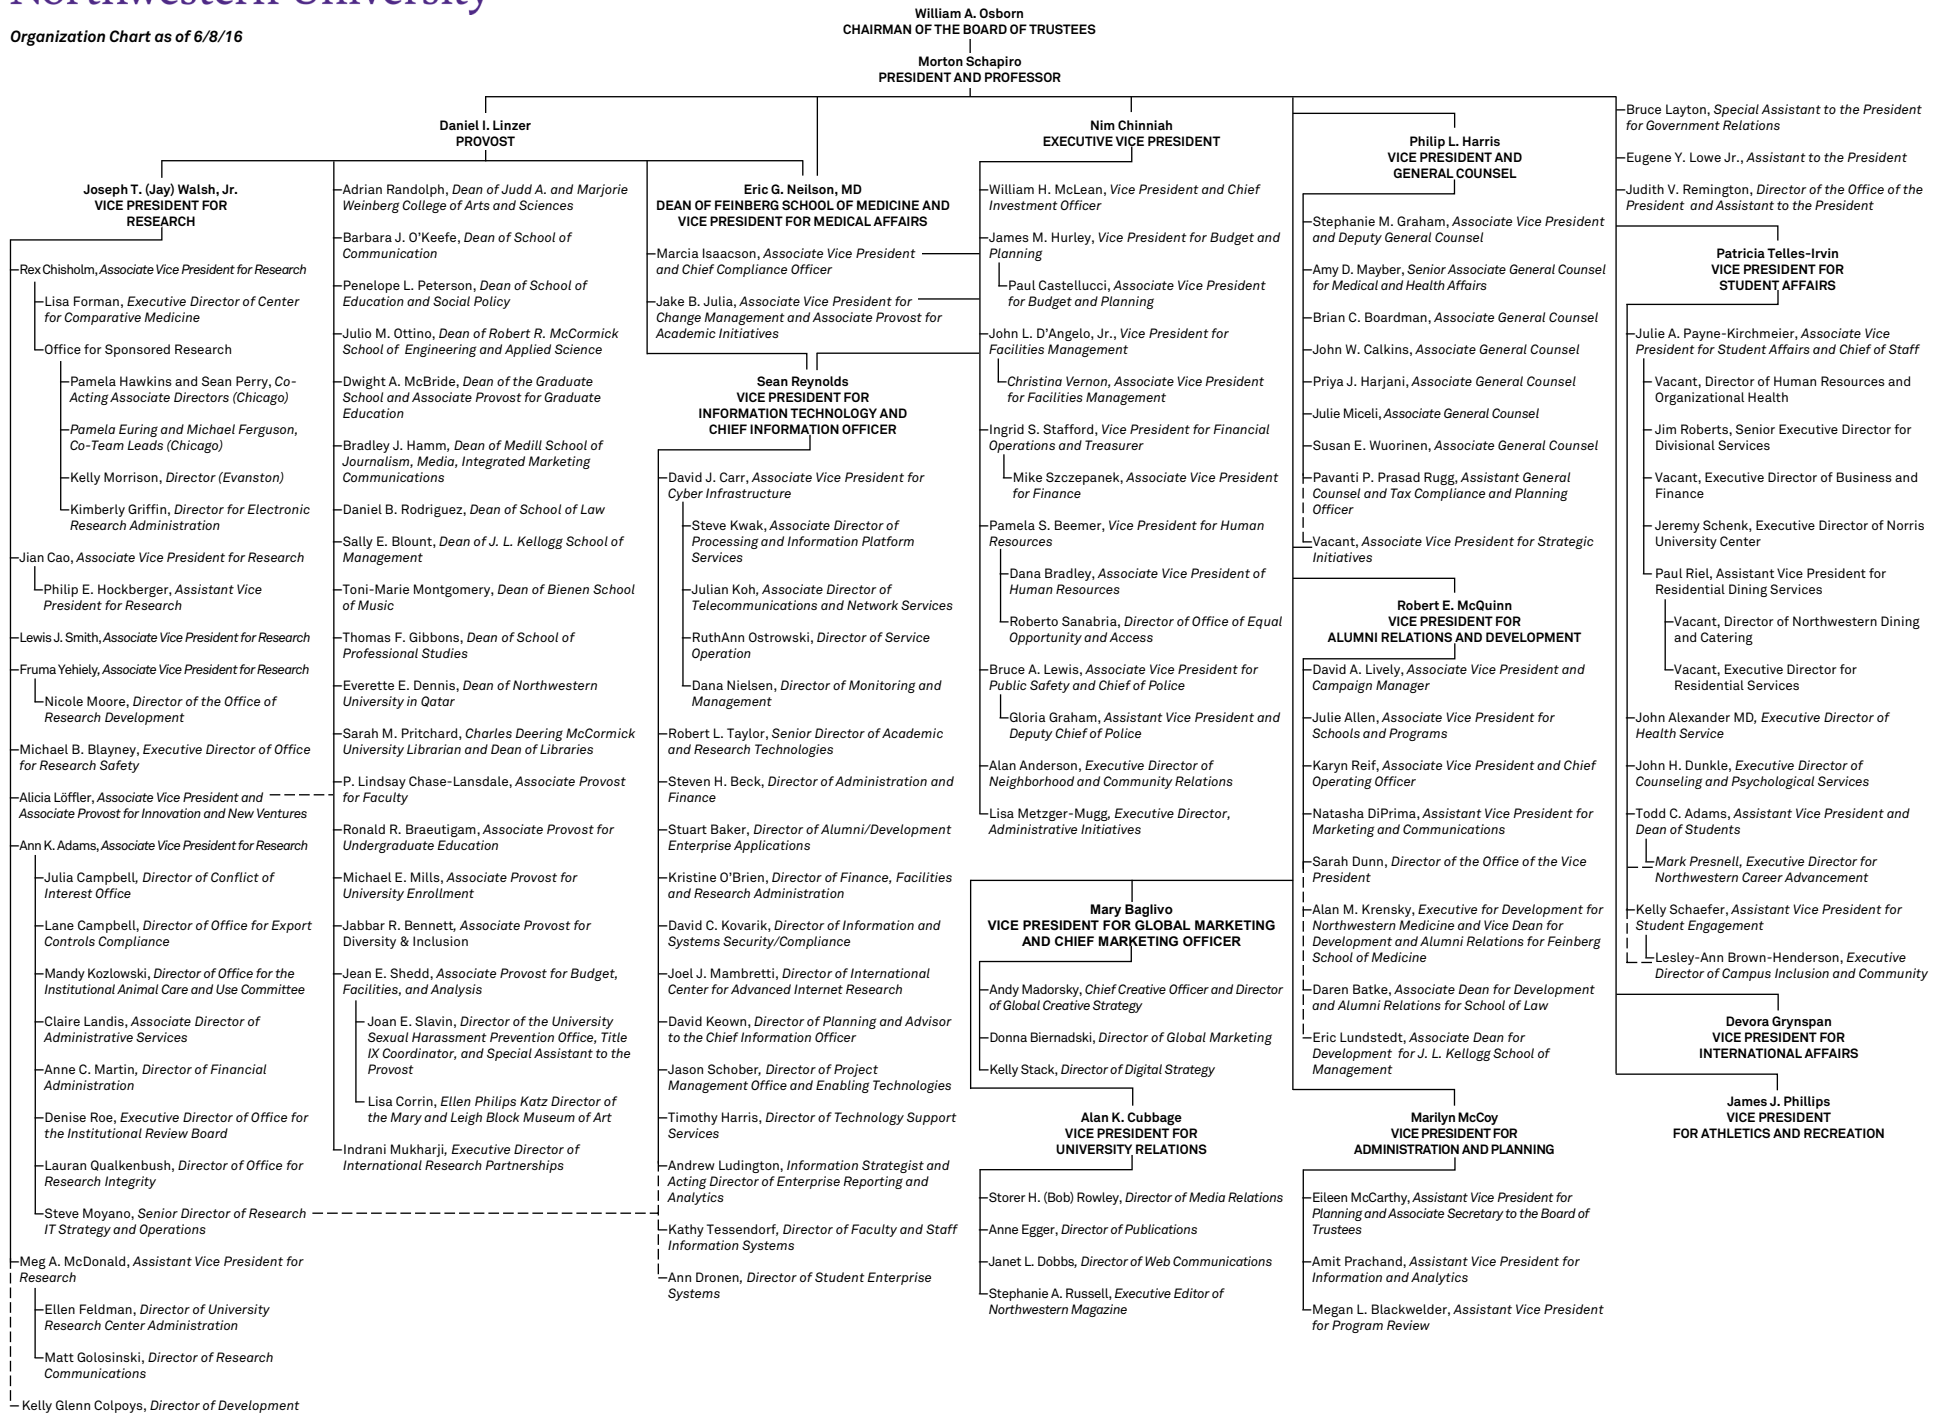 Northwestern University
Organization Chart as of 6/8/16
William A. Osborn
CHAIRMAN OF THE BOARD OF TRUSTEES
Morton Schapiro
PRESIDENT AND PROFESSOR
Daniel I. Linzer
PROVOST
Joseph T. (Jay) Walsh, Jr.
VICE PRESIDENT FOR
RESEARCH
Rex Chisholm, Associate Vice President for Research
Lisa Forman, Executive Director of Center
for Comparative Medicine
Office for Sponsored Research
Pamela Hawkins and Sean Perry, Co-
Acting Associate Directors (Chicago)
Pamela Euring and Michael Ferguson,
Co-Team Leads (Chicago)
Kelly Morrison, Director (Evanston)
Kimberly Griffin, Director for Electronic
Research Administration
Jian Cao, Associate Vice President for Research
Philip E. Hockberger, Assistant Vice
President for Research
Lewis J. Smith, Associate Vice President for Research
Fruma Yehiely, Associate Vice President for Research
Nicole Moore, Director of the Office of
Research Development
Michael B. Blayney, Executive Director of Office
for Research Safety
Alicia Löffler, Associate Vice President and
Associate Provost for Innovation and New Ventures
Ann K. Adams, Associate Vice President for Research
Julia Campbell, Director of Conflict of
Interest Office
Lane Campbell, Director of Office for Export
Controls Compliance
Mandy Kozlowski, Director of Office for the
Institutional Animal Care and Use Committee
Claire Landis, Associate Director of
Administrative Services
Anne C. Martin, Director of Financial
Administration
Denise Roe, Executive Director of Office for
the Institutional Review Board
Lauran Qualkenbush, Director of Office for
Research Integrity
Steve Moyano, Senior Director of Research
IT Strategy and Operations
Meg A. McDonald, Assistant Vice President for
Research
Ellen Feldman, Director of University
Research Center Administration
Matt Golosinski, Director of Research
Communications
Kelly Glenn Colpoys, Director of Development
Adrian Randolph, Dean of Judd A. and Marjorie
Weinberg College of Arts and Sciences
Barbara J. O'Keefe, Dean of School of
Communication
Penelope L. Peterson, Dean of School of
Education and Social Policy
Julio M. Ottino, Dean of Robert R. McCormick
School of Engineering and Applied Science
Dwight A. McBride, Dean of the Graduate
School and Associate Provost for Graduate
Education
Bradley J. Hamm, Dean of Medill School of
Journalism, Media, Integrated Marketing
Communications
Daniel B. Rodriguez, Dean of School of Law
Sally E. Blount, Dean of J. L. Kellogg School of
Management
Toni-Marie Montgomery, Dean of Bienen School
of Music
Thomas F. Gibbons, Dean of School of
Professional Studies
Everette E. Dennis, Dean of Northwestern
University in Qatar
Sarah M. Pritchard, Charles Deering McCormick
University Librarian and Dean of Libraries
P. Lindsay Chase-Lansdale, Associate Provost
for Faculty
Ronald R. Braeutigam, Associate Provost for
Undergraduate Education
Michael E. Mills, Associate Provost for
University Enrollment
Jabbar R. Bennett, Associate Provost for
Diversity & Inclusion
Jean E. Shedd, Associate Provost for Budget,
Facilities, and Analysis
Joan E. Slavin, Director of the University
Sexual Harassment Prevention Office, Title
IX Coordinator, and Special Assistant to the
Provost
Lisa Corrin, Ellen Philips Katz Director of
the Mary and Leigh Block Museum of Art
Indrani Mukharji, Executive Director of
International Research Partnerships
Eric G. Neilson, MD
DEAN OF FEINBERG SCHOOL OF MEDICINE AND
VICE PRESIDENT FOR MEDICAL AFFAIRS
Marcia Isaacson, Associate Vice President
and Chief Compliance Officer
Jake B. Julia, Associate Vice President for
Change Management and Associate Provost for
Academic Initiatives
Sean Reynolds
VICE PRESIDENT FOR
INFORMATION TECHNOLOGY AND
CHIEF INFORMATION OFFICER
David J. Carr, Associate Vice President for
Cyber Infrastructure
Steve Kwak, Associate Director of
Processing and Information Platform
Services
Julian Koh, Associate Director of
Telecommunications and Network Services
RuthAnn Ostrowski, Director of Service
Operation
Dana Nielsen, Director of Monitoring and
Management
Robert L. Taylor, Senior Director of Academic
and Research Technologies
Steven H. Beck, Director of Administration and
Finance
Stuart Baker, Director of Alumni/Development
Enterprise Applications
Kristine O'Brien, Director of Finance, Facilities
and Research Administration
David C. Kovarik, Director of Information and
Systems Security/Compliance
Joel J. Mambretti, Director of International
Center for Advanced Internet Research
David Keown, Director of Planning and Advisor
to the Chief Information Officer
Jason Schober, Director of Project
Management Office and Enabling Technologies
Timothy Harris, Director of Technology Support
Services
Andrew Ludington, Information Strategist and
Acting Director of Enterprise Reporting and
Analytics
Kathy Tessendorf, Director of Faculty and Staff
Information Systems
Ann Dronen, Director of Student Enterprise
Systems
Nim Chinniah
EXECUTIVE VICE PRESIDENT
William H. McLean, Vice President and Chief
Investment Officer
James M. Hurley, Vice President for Budget and
Planning
Paul Castellucci, Associate Vice President
for Budget and Planning
John L. D'Angelo, Jr., Vice President for
Facilities Management
Christina Vernon, Associate Vice President
for Facilities Management
Ingrid S. Stafford, Vice President for Financial
Operations and Treasurer
Mike Szczepanek, Associate Vice President
for Finance
Pamela S. Beemer, Vice President for Human
Resources
Dana Bradley, Associate Vice President of
Human Resources
Roberto Sanabria, Director of Office of Equal
Opportunity and Access
Bruce A. Lewis, Associate Vice President for
Public Safety and Chief of Police
Gloria Graham, Assistant Vice President and
Deputy Chief of Police
Alan Anderson, Executive Director of
Neighborhood and Community Relations
Lisa Metzger-Mugg, Executive Director,
Administrative Initiatives
Mary Baglivo
VICE PRESIDENT FOR GLOBAL MARKETING
AND CHIEF MARKETING OFFICER
Andy Madorsky, Chief Creative Officer and Director
of Global Creative Strategy
Donna Biernadski, Director of Global Marketing
Kelly Stack, Director of Digital Strategy
Alan K. Cubbage
VICE PRESIDENT FOR
UNIVERSITY RELATIONS
Storer H. (Bob) Rowley, Director of Media Relations
Anne Egger, Director of Publications
Janet L. Dobbs, Director of Web Communications
Stephanie A. Russell, Executive Editor of
Northwestern Magazine
Philip L. Harris
VICE PRESIDENT AND
GENERAL COUNSEL
Stephanie M. Graham, Associate Vice President
and Deputy General Counsel
Amy D. Mayber, Senior Associate General Counsel
for Medical and Health Affairs
Brian C. Boardman, Associate General Counsel
John W. Calkins, Associate General Counsel
Priya J. Harjani, Associate General Counsel
Julie Miceli, Associate General Counsel
Susan E. Wuorinen, Associate General Counsel
Pavanti P. Prasad Rugg, Assistant General
Counsel and Tax Compliance and Planning
Officer
Vacant, Associate Vice President for Strategic
Initiatives
Robert E. McQuinn
VICE PRESIDENT FOR
ALUMNI RELATIONS AND DEVELOPMENT
David A. Lively, Associate Vice President and
Campaign Manager
Julie Allen, Associate Vice President for
Schools and Programs
Karyn Reif, Associate Vice President and Chief
Operating Officer
Natasha DiPrima, Assistant Vice President for
Marketing and Communications
Sarah Dunn, Director of the Office of the Vice
President
Alan M. Krensky, Executive for Development for
Northwestern Medicine and Vice Dean for
Development and Alumni Relations for Feinberg
School of Medicine
Daren Batke, Associate Dean for Development
and Alumni Relations for School of Law
Eric Lundstedt, Associate Dean for
Development for J. L. Kellogg School of
Management
Marilyn McCoy
VICE PRESIDENT FOR
ADMINISTRATION AND PLANNING
Eileen McCarthy, Assistant Vice President for
Planning and Associate Secretary to the Board of
Trustees
Amit Prachand, Assistant Vice President for
Information and Analytics
Megan L. Blackwelder, Assistant Vice President
for Program Review
Bruce Layton, Special Assistant to the President
for Government Relations
Eugene Y. Lowe Jr., Assistant to the President
Judith V. Remington, Director of the Office of the
President and Assistant to the President
Patricia Telles-Irvin
VICE PRESIDENT FOR
STUDENT AFFAIRS
Julie A. Payne-Kirchmeier, Associate Vice
President for Student Affairs and Chief of Staff
Vacant, Director of Human Resources and
Organizational Health
Jim Roberts, Senior Executive Director for
Divisional Services
Vacant, Executive Director of Business and
Finance
Jeremy Schenk, Executive Director of Norris
University Center
Paul Riel, Assistant Vice President for
Residential Dining Services
Vacant, Director of Northwestern Dining
and Catering
Vacant, Executive Director for
Residential Services
John Alexander MD, Executive Director of
Health Service
John H. Dunkle, Executive Director of
Counseling and Psychological Services
Todd C. Adams, Assistant Vice President and
Dean of Students
Mark Presnell, Executive Director for
Northwestern Career Advancement
Kelly Schaefer, Assistant Vice President for
Student Engagement
Lesley-Ann Brown-Henderson, Executive
Director of Campus Inclusion and Community
Devora Grynspan
VICE PRESIDENT FOR
INTERNATIONAL AFFAIRS
James J. Phillips
VICE PRESIDENT
FOR ATHLETICS AND RECREATION